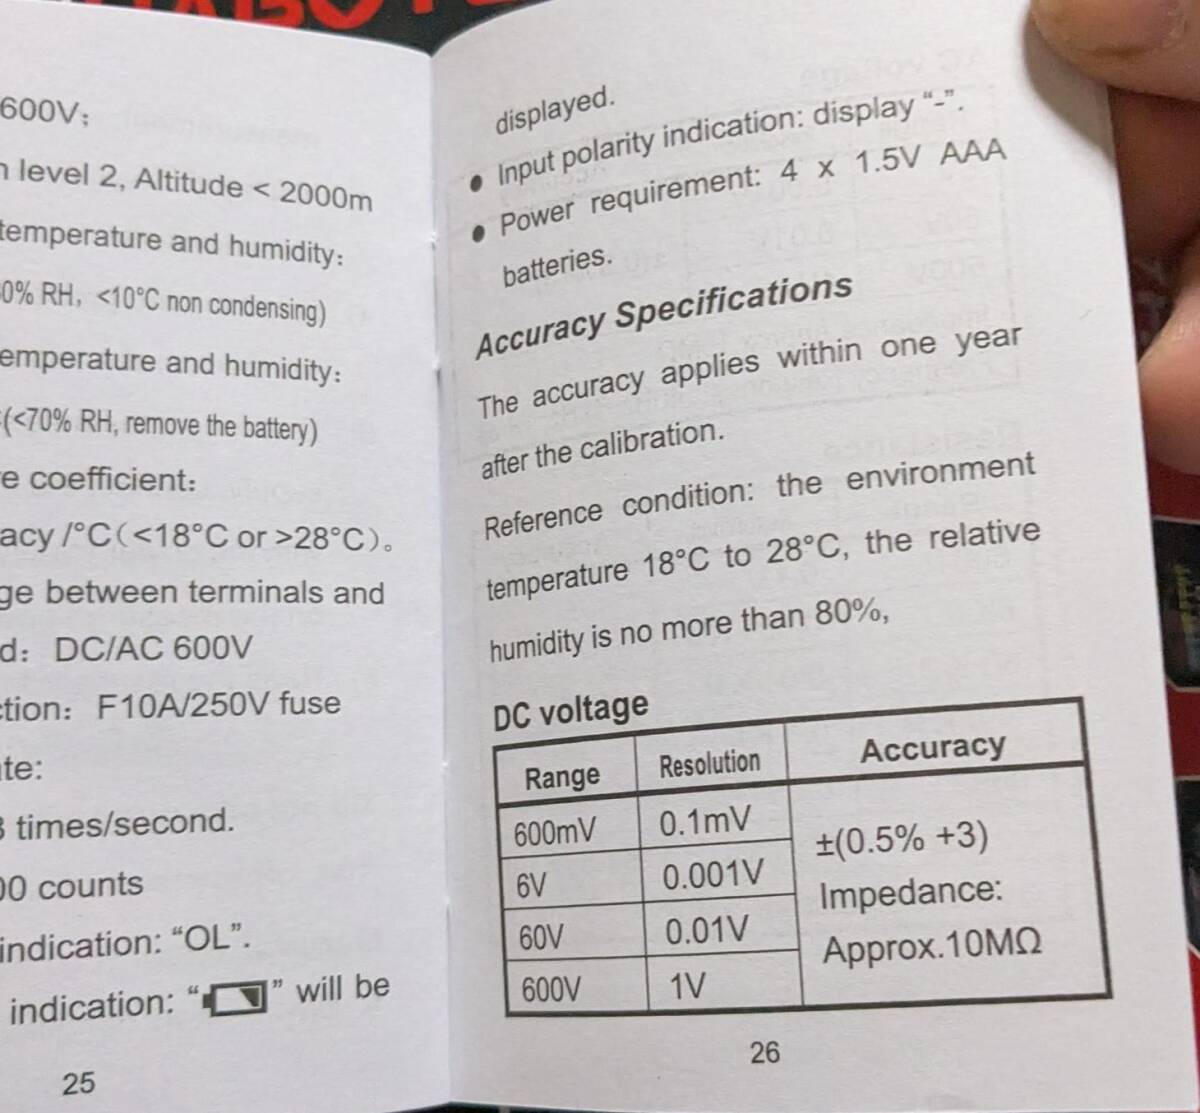 600V;
level 2, Altitude < 2000m
temperature and humidity:
0% RH, <10°C non condensing)
emperature and humidity:
(<70% RH, remove the battery)
e coefficient:
acy /°C(<18°C or >28°C)。
ge between terminals and
d: DC/AC 600V
ction: F10A/250V fuse
te:
3 times/second.
00 counts
indication: “OL”.
indication: “ ” will be
25
displayed.
● Input polarity indication: display “-”.
● Power requirement: 4 x 1.5V AAA
batteries.
Accuracy Specifications
The accuracy applies within one year
after the calibration.
Reference condition: the environment
temperature 18°C to 28°C, the relative
humidity is no more than 80%,
DC voltage
Range Resolution Accuracy
600mV 0.1mV
6V 0.001V
60V 0.01V
600V 1V
±(0.5% +3)
Impedance:
Approx.10MΩ
26